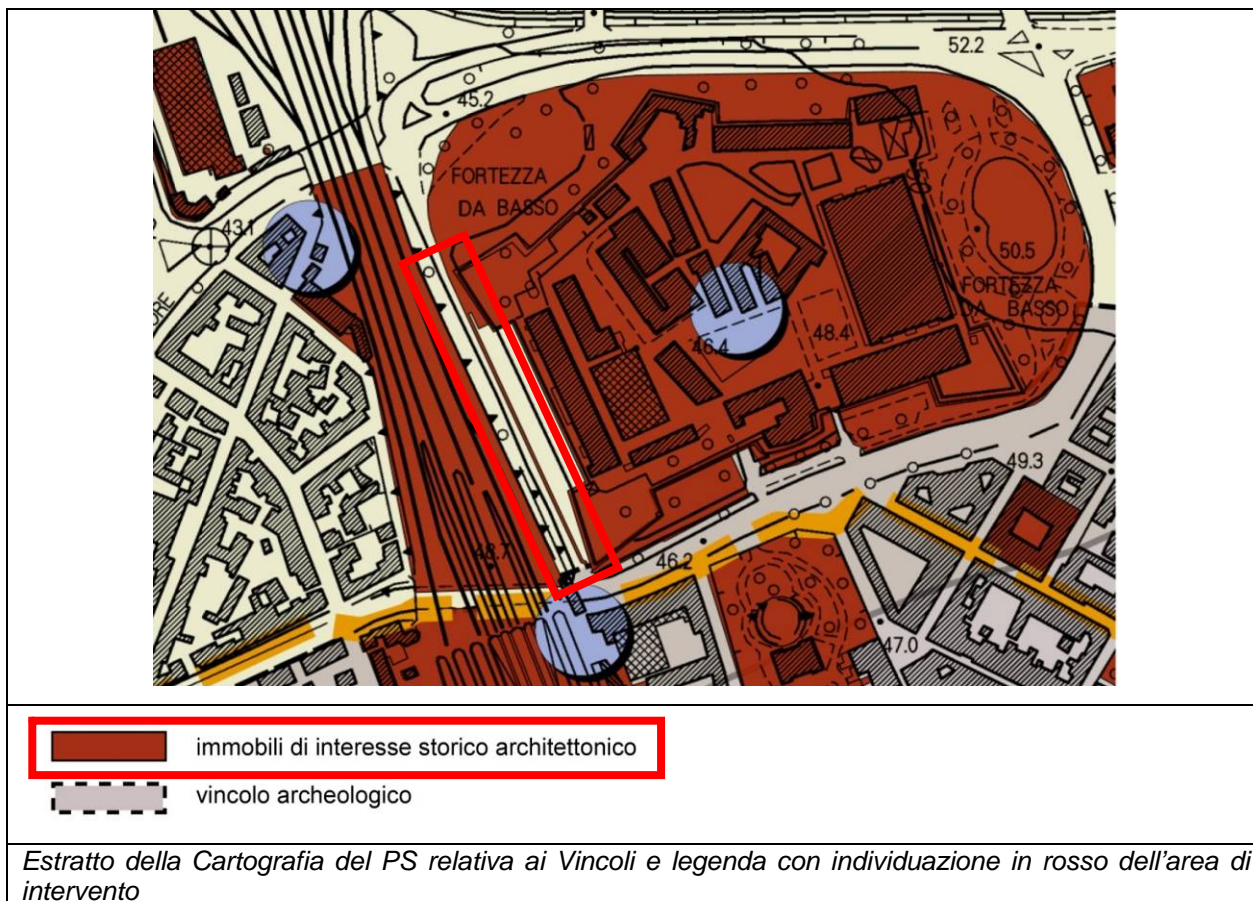 52.2
45.2
FORTEZZA
DA BASSO
43.1
50.5
FORTEZZA
DA BASSO
46.4
48.4
49.3
48.7
46.2
47.0
immobili di interesse storico architettonico
vincolo archeologico
Estratto della Cartografia del PS relativa ai Vincoli e legenda con individuazione in rosso dell'area di
intervento